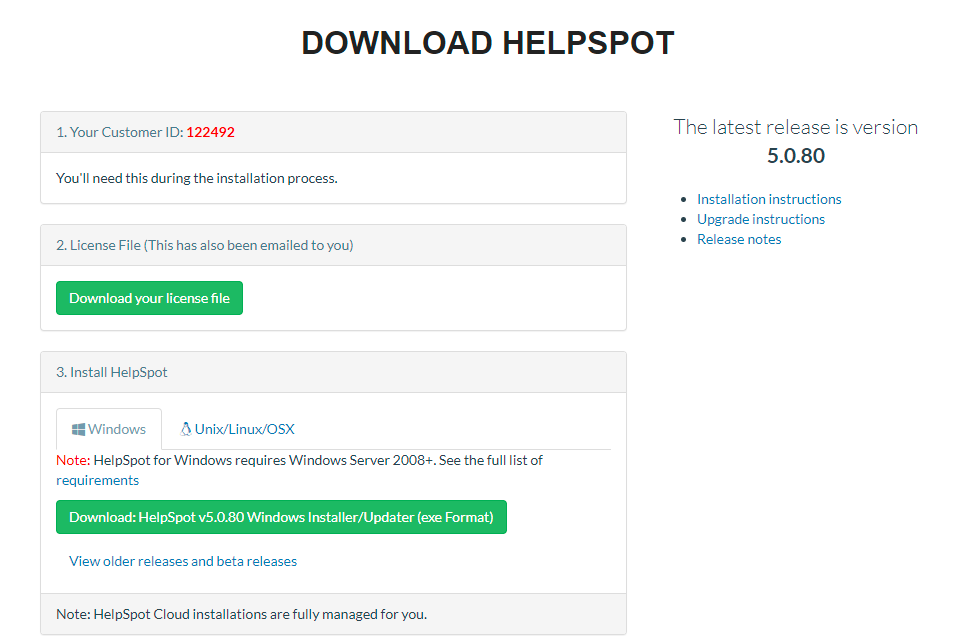 DOWNLOAD HELPSPOT
1. Your Customer ID: 122492
You'll need this during the installation process.
2. License File (This has also been emailed to you)
Download your license file
3. Install HelpSpot
Windows
Unix/Linux/OSX
Note: HelpSpot for Windows requires Windows Server 2008+. See the full list of
requirements
Download: HelpSpot v5.0.80 Windows Installer/Updater (exe Format)
View older releases and beta releases
Note: HelpSpot Cloud installations are fully managed for you.
The latest release is version
5.0.80
Installation instructions
Upgrade instructions
Release notes